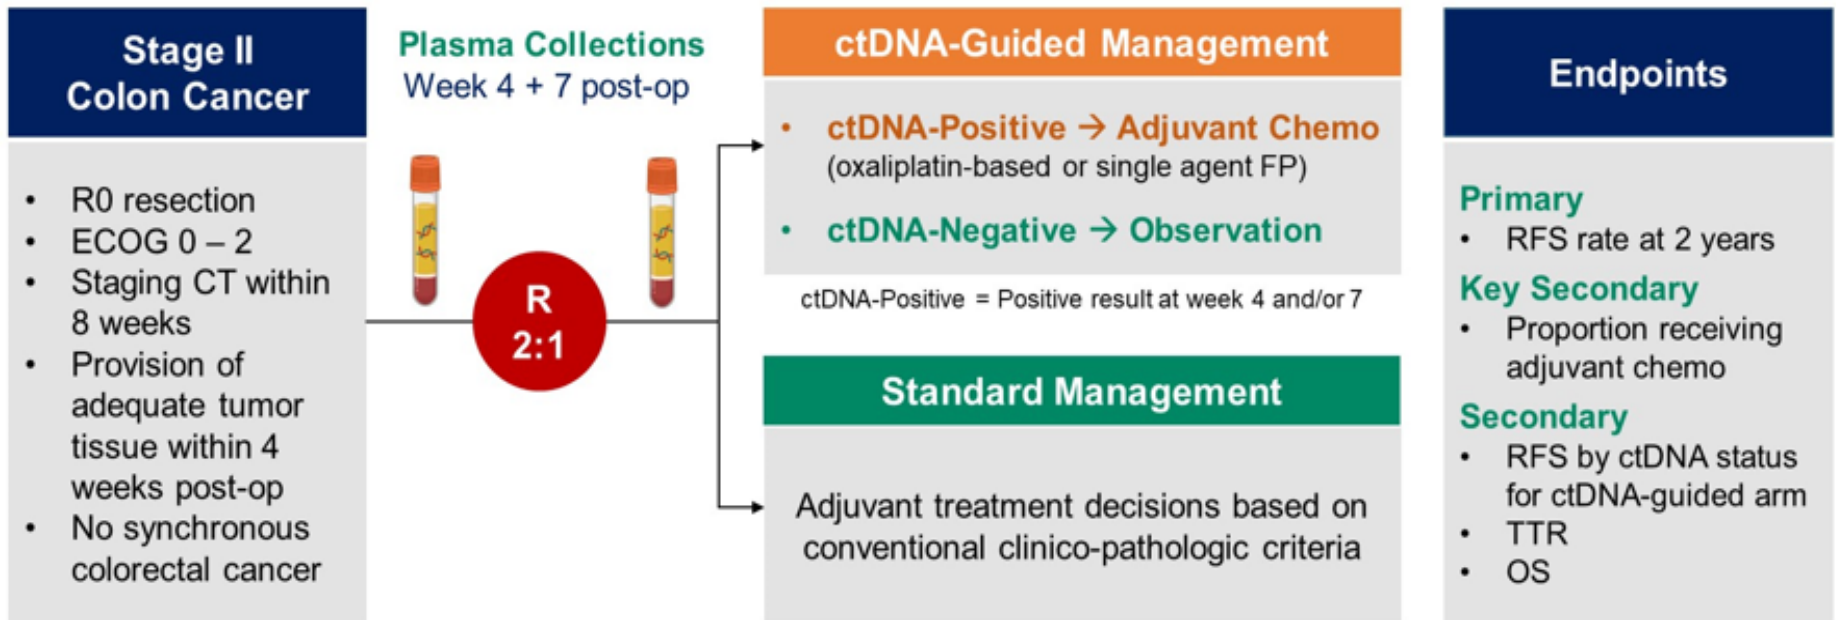 Stage II
Colon Cancer
• R0 resection
• ECOG 0 – 2
• Staging CT within
8 weeks
• Provision of
adequate tumor
tissue within 4
weeks post-op
• No synchronous
colorectal cancer
Plasma Collections
Week 4 + 7 post-op
R
2:1
ctDNA-Guided Management
• ctDNA-Positive → Adjuvant Chemo
(oxaliplatin-based or single agent FP)
• ctDNA-Negative → Observation
ctDNA-Positive = Positive result at week 4 and/or 7
Standard Management
Adjuvant treatment decisions based on
conventional clinico-pathologic criteria
Endpoints
Primary
• RFS rate at 2 years
Key Secondary
• Proportion receiving
adjuvant chemo
Secondary
• RFS by ctDNA status
for ctDNA-guided arm
• TTR
• OS